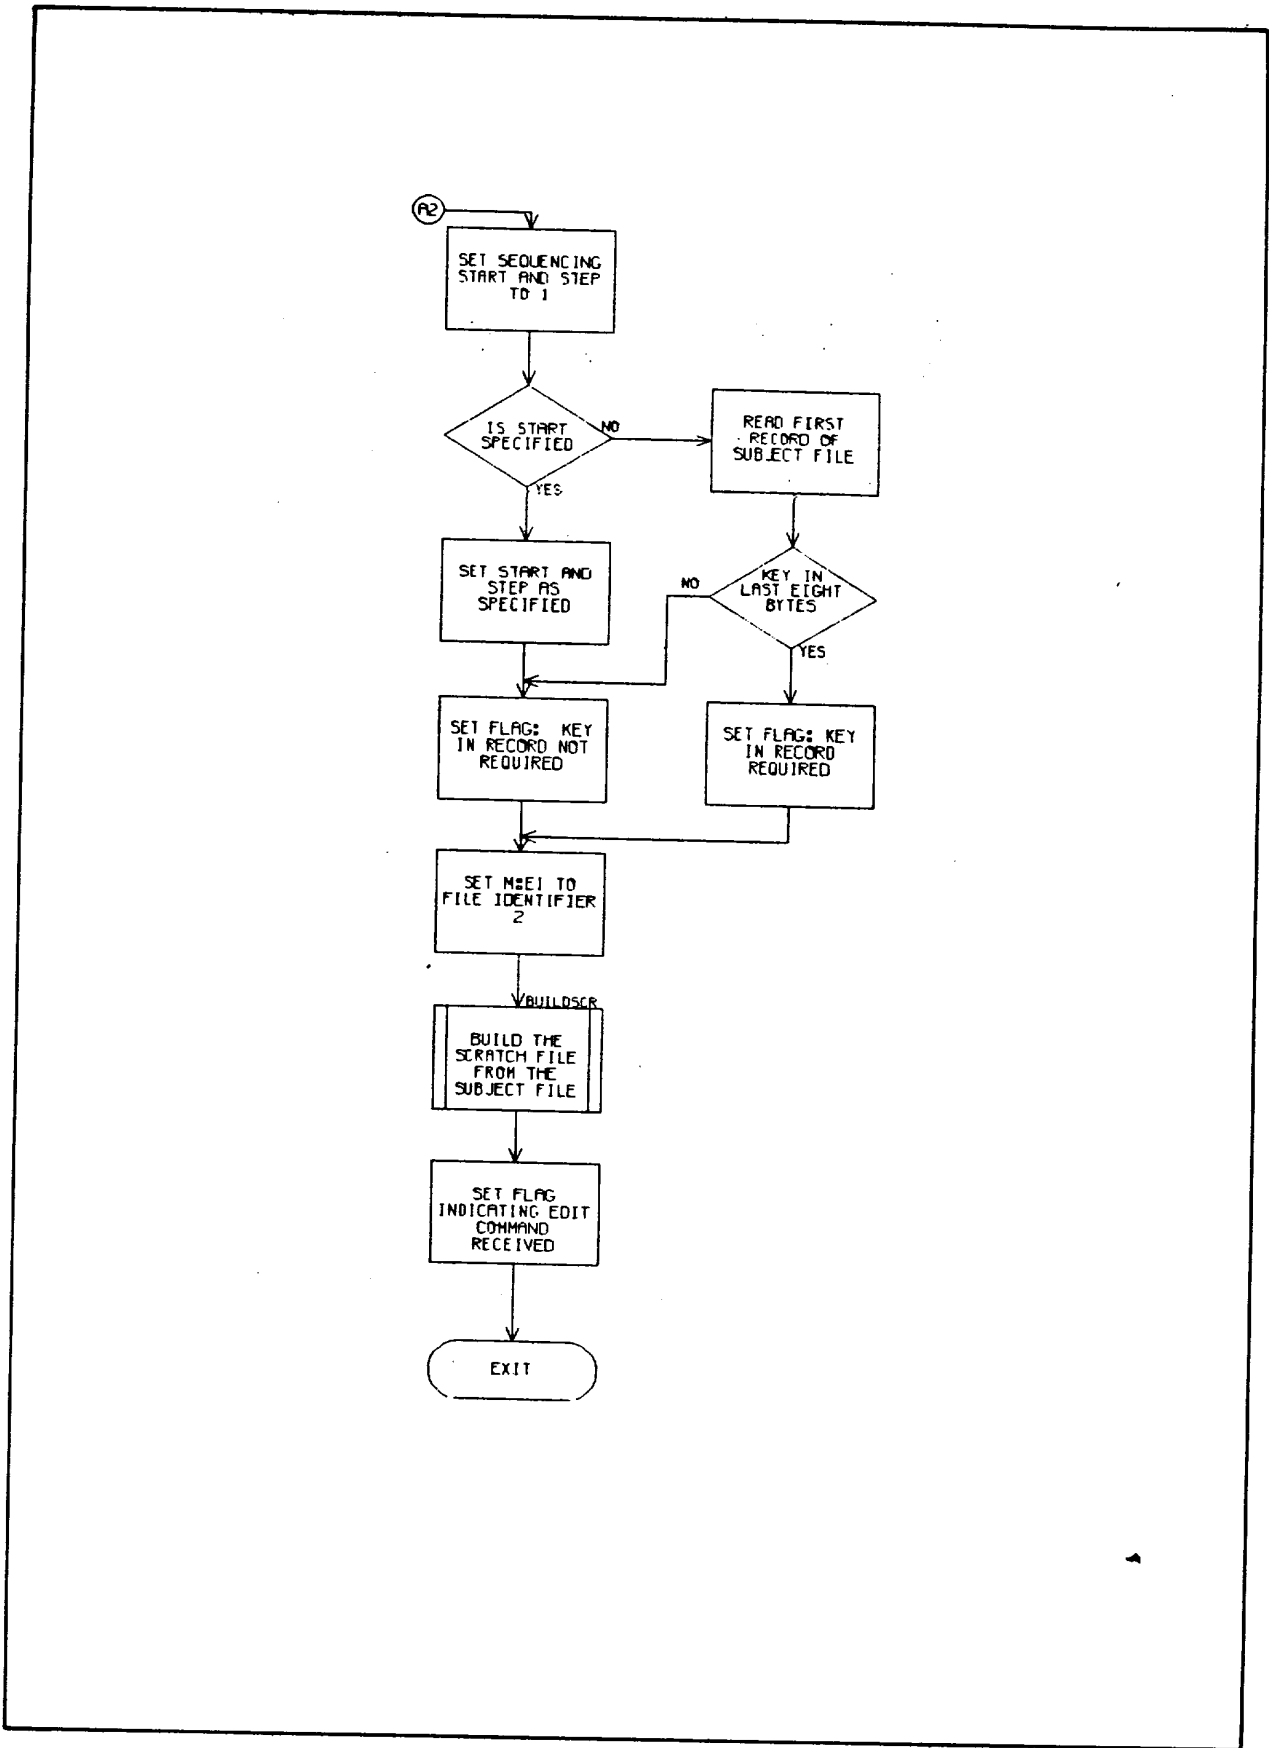 A2
SET SEQUENCING
START AND STEP
TO 1
IS START
SPECIFIED
NO
YES
READ FIRST
RECORD OF
SUBJECT FILE
SET START AND
STEP AS
SPECIFIED
NO
KEY IN
LAST EIGHT
BYTES
YES
SET FLAG: KEY
IN RECORD NOT
REQUIRED
SET FLAG: KEY
IN RECORD
REQUIRED
SET M:EI TO
FILE IDENTIFIER
2
BUILDSCR
BUILD THE
SCRATCH FILE
FROM THE
SUBJECT FILE
SET FLAG
INDICATING EDIT
COMMAND
RECEIVED
EXIT